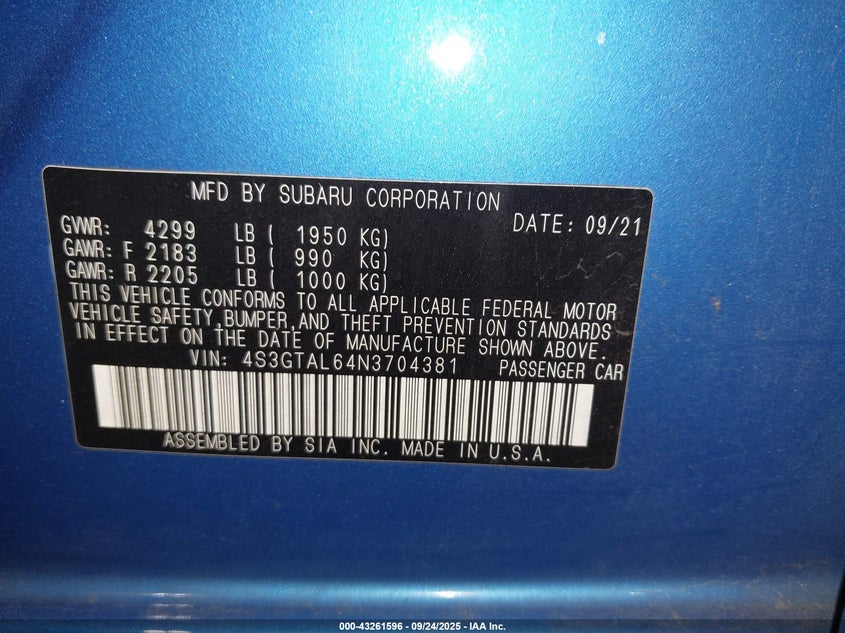 MFD BY SUBARU CORPORATION
DATE: 09/21
GVWR: 4299 LB ( 1950 KG)
GAWR: F 2183 LB ( 990 KG)
GAWR: R 2205 LB ( 1000 KG)
THIS VEHICLE CONFORMS TO ALL APPLICABLE FEDERAL MOTOR
VEHICLE SAFETY, BUMPER, AND THEFT PREVENTION STANDARDS
IN EFFECT ON THE DATE OF MANUFACTURE SHOWN ABOVE.
VIN: 4S3GTAL64N3704381 PASSENGER CAR
ASSEMBLED BY SIA INC. MADE IN U.S.A.
000-43261596 - 09/24/2025 - IAA Inc.